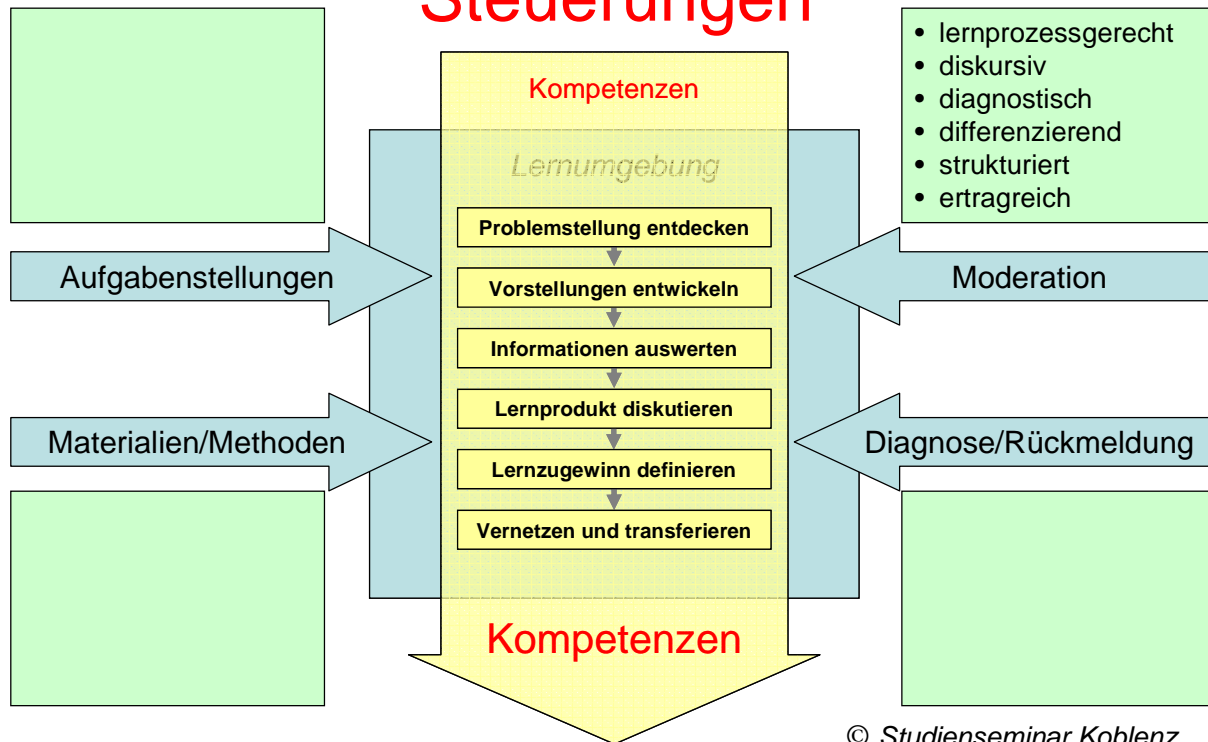 Steuerungen
• lernprozessgerecht
• diskursiv
• diagnostisch
• differenzierend
• strukturiert
• ertragreich
Kompetenzen
Lernumgebung
Problemstellung entdecken
Aufgabenstellungen
Moderation
Vorstellungen entwickeln
Informationen auswerten
Lernprodukt diskutieren
Materialien/Methoden
Diagnose/Rückmeldung
Lernzugewinn definieren
Vernetzen und transferieren
Kompetenzen
© Studienseminar Koblenz